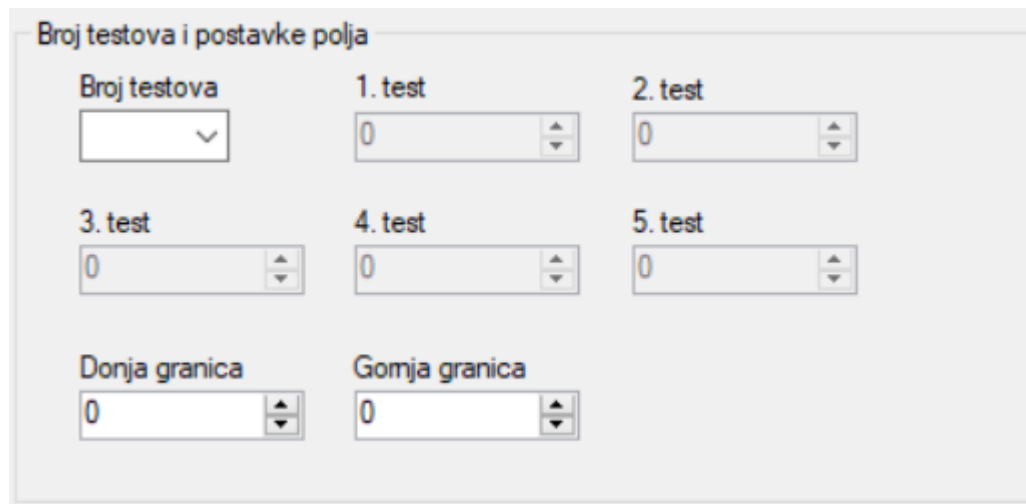 Broj testova i postavke polja
Broj testova 1. test 2. test
0 0
3. test 4. test 5. test
0 0 0
Donja granica Gornja granica
0 0